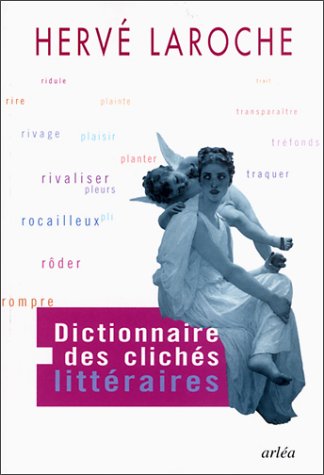 HERVÉ LAROCHE
ridule
trait
rire
plainte
transparaître
rivage
plaisir
tréfonds
planter
rivaliser
traquer
pleurs
rocailleux
pli
rôder
rompre
Dictionnaire
des clichés
littéraires
arléa